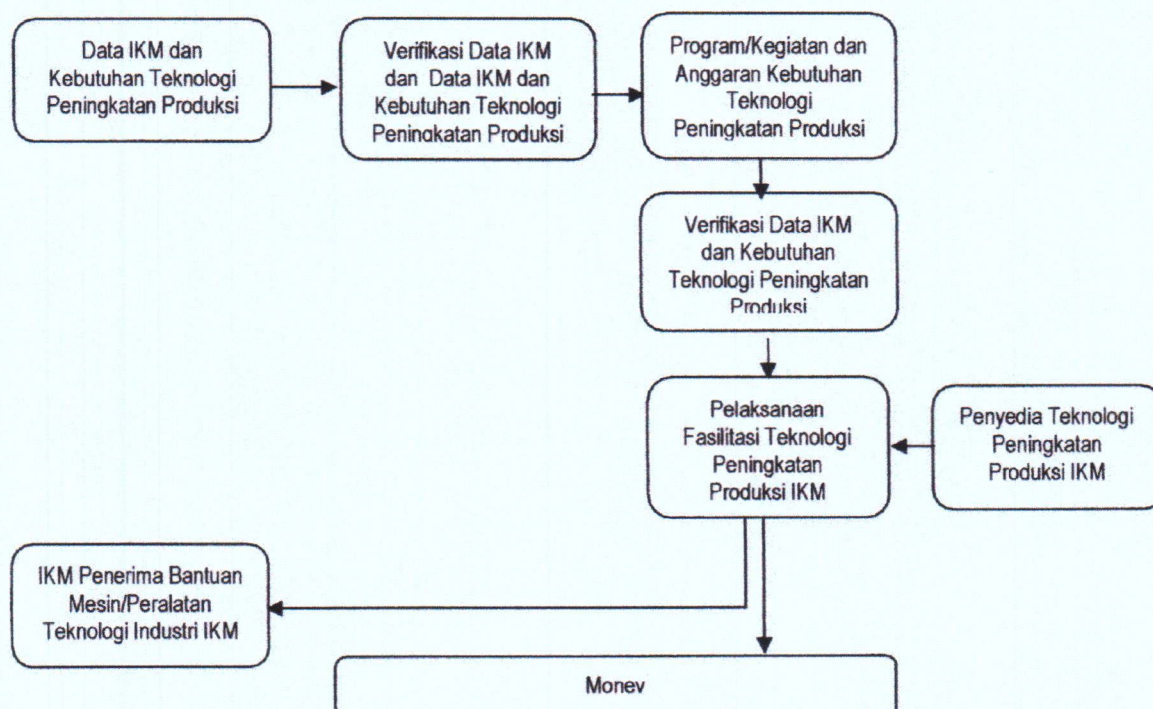 Data IKM dan
Kebutuhan Teknologi
Peningkatan Produksi
Verifikasi Data IKM
dan Data IKM dan
Kebutuhan Teknologi
Peningkatan Produksi
Program/Kegiatan dan
Anggaran Kebutuhan
Teknologi
Peningkatan Produksi
Verifikasi Data IKM
dan Kebutuhan
Teknologi Peningkatan
Produksi
Pelaksanaan
Fasilitasi Teknologi
Peningkatan
Produksi IKM
Penyedia Teknologi
Peningkatan
Produksi IKM
IKM Penerima Bantuan
Mesin/Peralatan
Teknologi Industri IKM
Monev